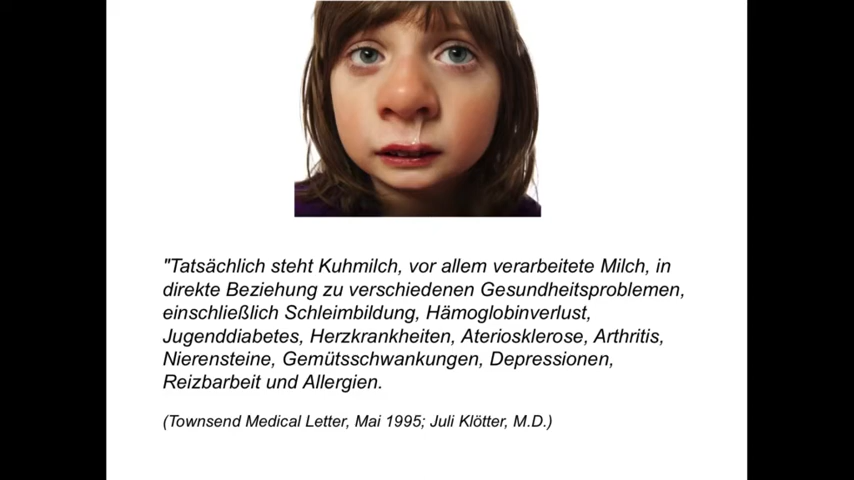 "Tatsächlich steht Kuhmilch, vor allem verarbeitete Milch, in
direkte Beziehung zu verschiedenen Gesundheitsproblemen,
einschließlich Schleimbildung, Hämoglobinverlust,
Jugenddiabetes, Herzkrankheiten, Ateriosklerose, Arthritis,
Nierensteine, Gemütsschwankungen, Depressionen,
Reizbarbeit und Allergien.
(Townsend Medical Letter, Mai 1995; Juli Klötter, M.D.)